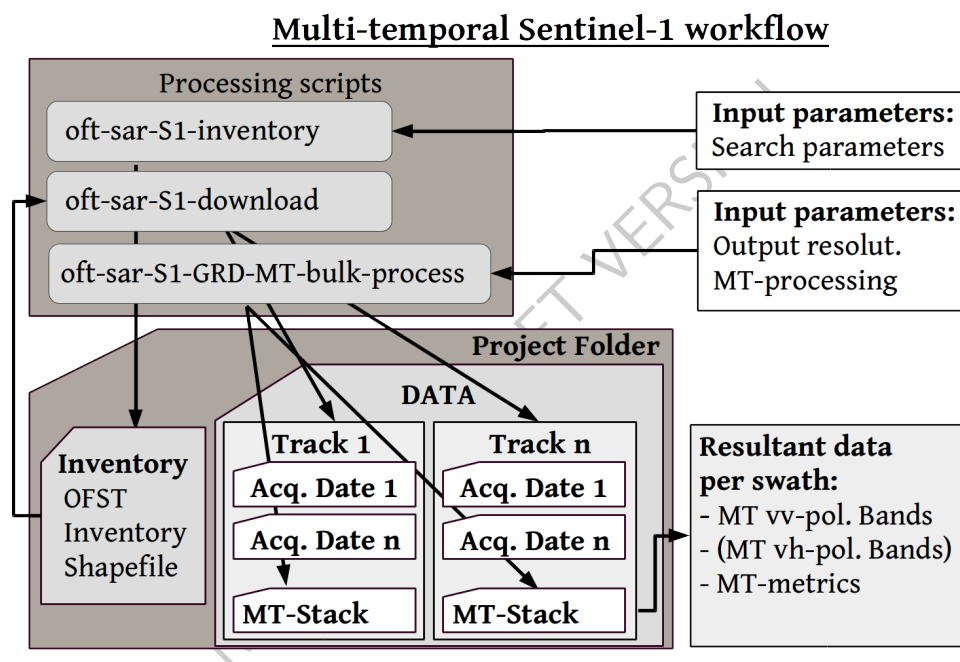 Multi-temporal Sentinel-1 workflow
Processing scripts
oft-sar-S1-inventory
oft-sar-S1-download
oft-sar-S1-GRD-MT-bulk-process
Input parameters:
Search parameters
Input parameters:
Output resolut.
MT-processing
Project Folder
DATA
Inventory
OFST
Inventory
Shapefile
Track 1
Acq. Date 1
Acq. Date n
MT-Stack
Track n
Acq. Date 1
Acq. Date n
MT-Stack
Resultant data
per swath:
- MT vv-pol. Bands
- (MT vh-pol. Bands)
- MT-metrics